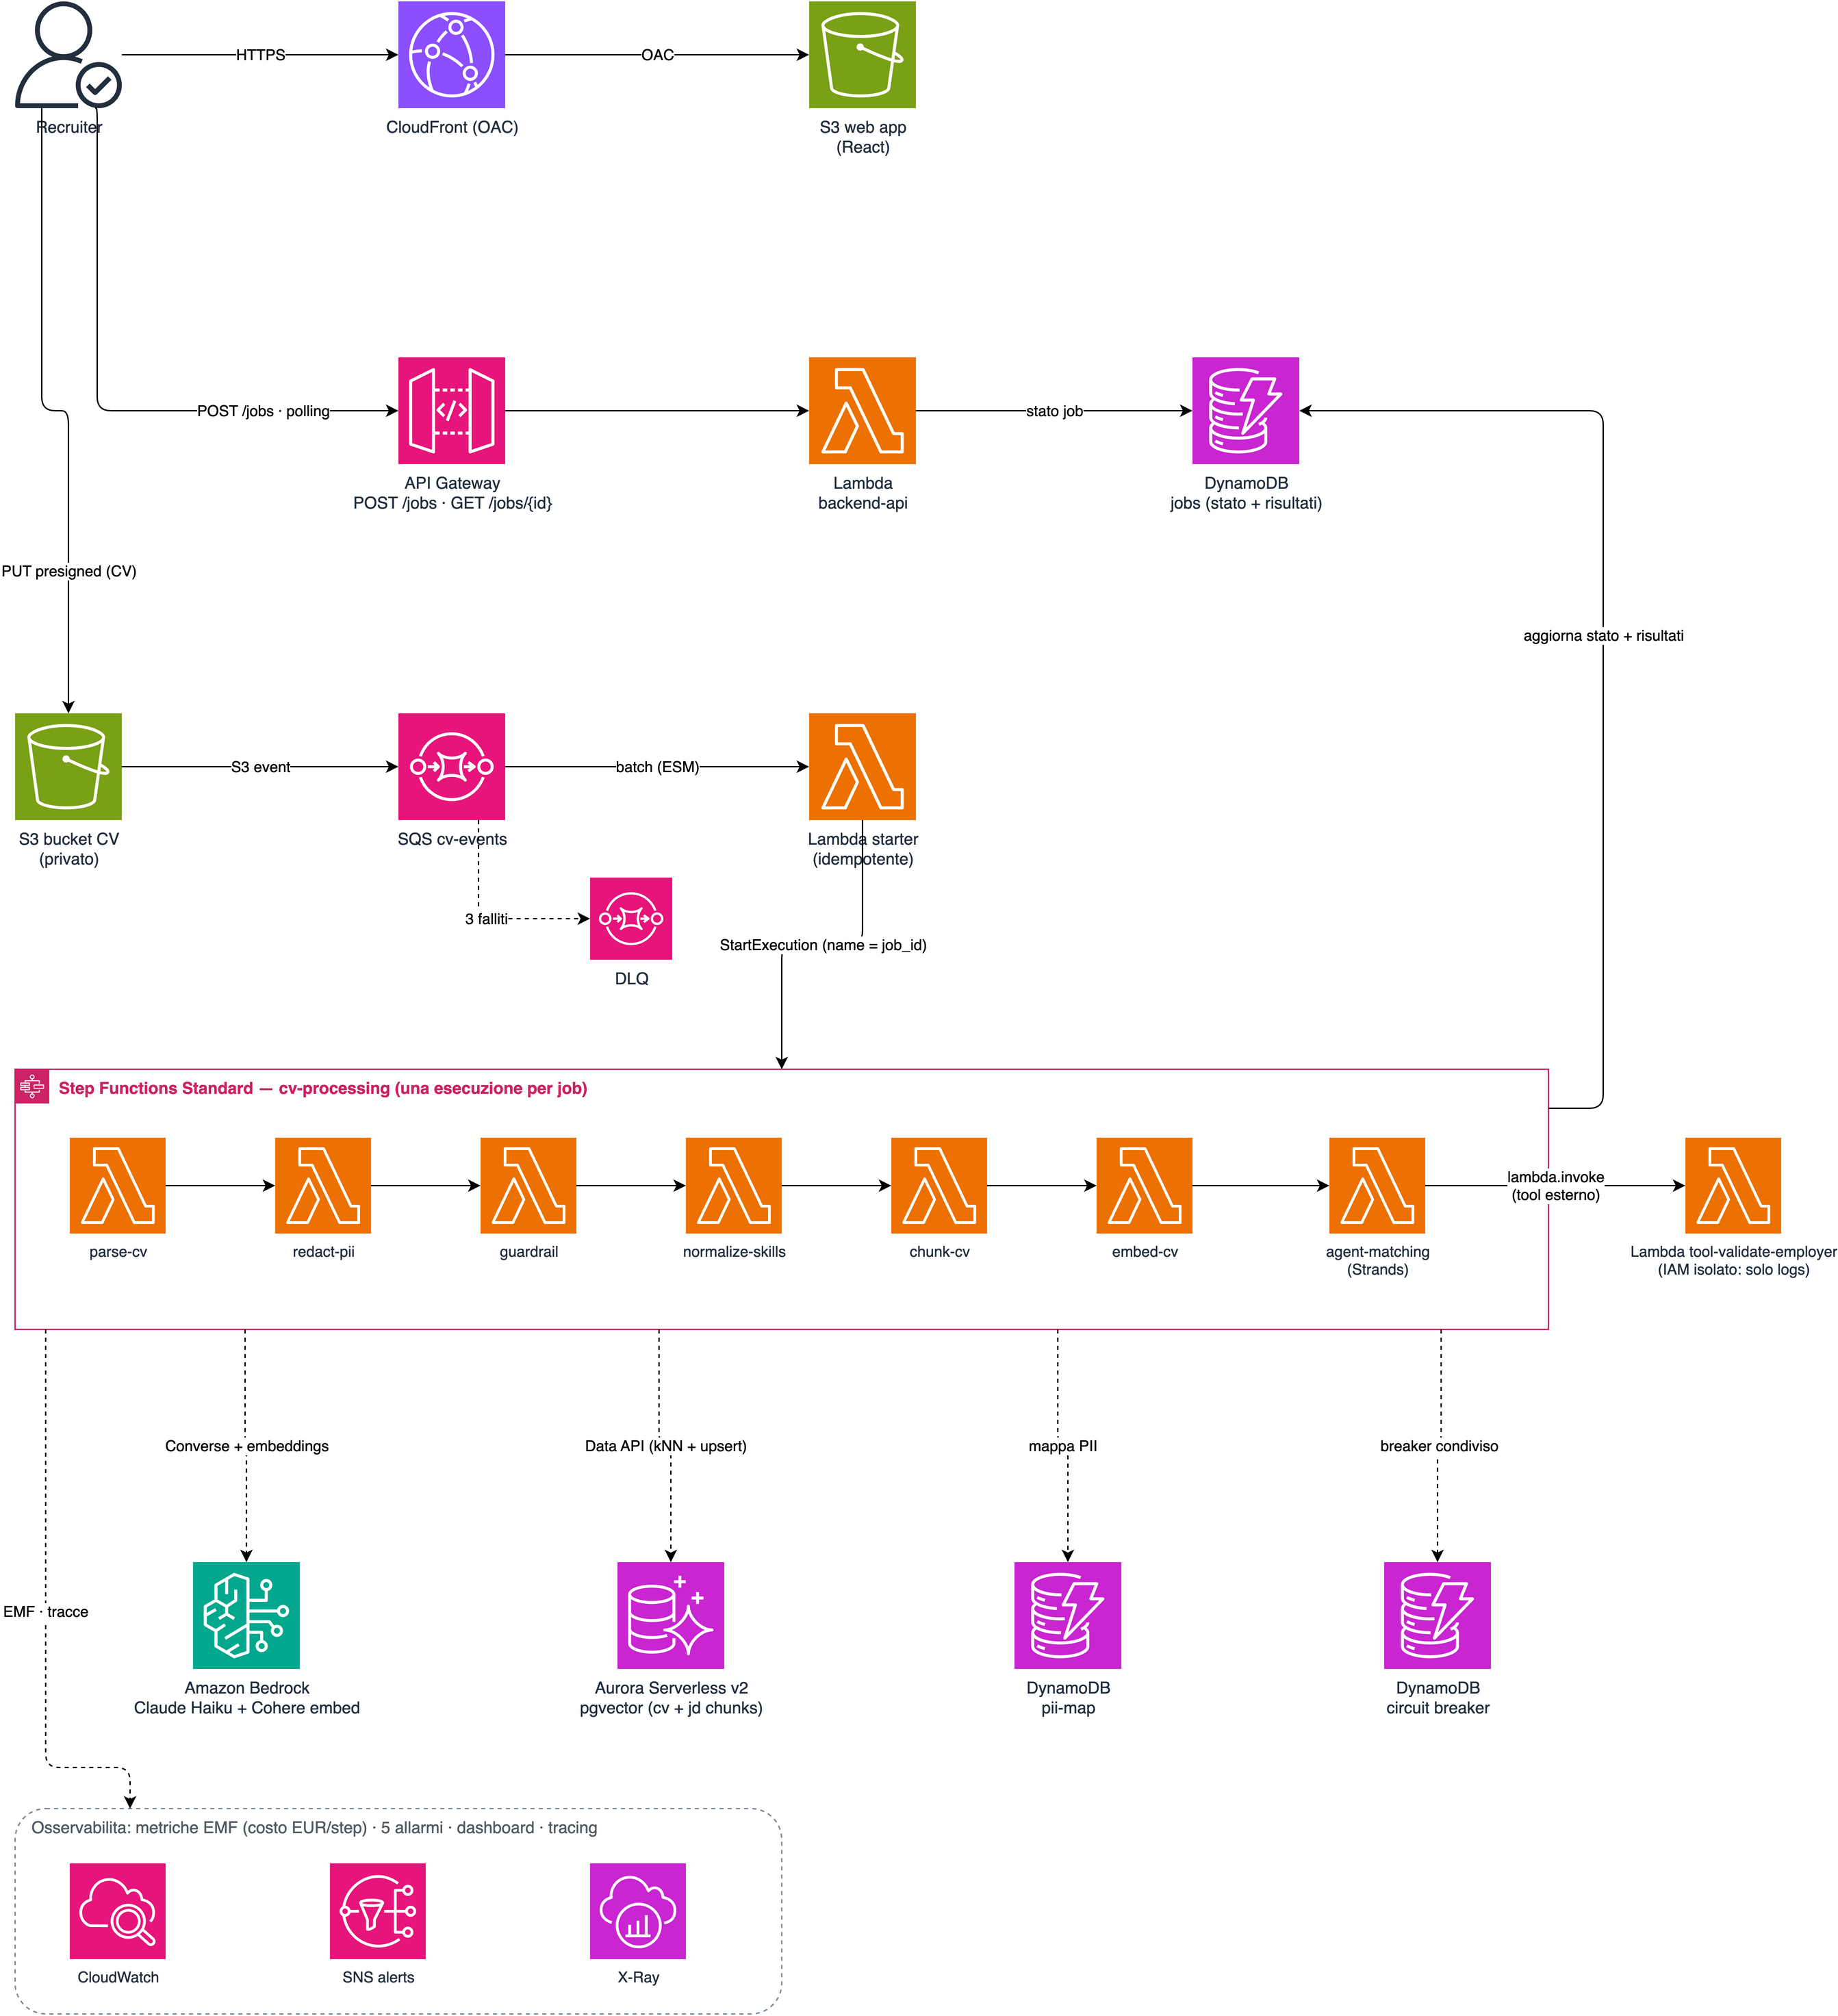 HTTPS
OAC
Recruiter
CloudFront (OAC)
S3 web app
(React)
POST /jobs · polling
stato job
API Gateway
POST /jobs · GET /jobs/{id}
Lambda
backend-api
DynamoDB
jobs (stato + risultati)
PUT presigned (CV)
aggiorna stato + risultati
S3 event
batch (ESM)
S3 bucket CV
(privato)
SQS cv-events
Lambda starter
(idempotente)
3 falliti
StartExecution (name = job_id)
DLQ
Step Functions Standard — cv-processing (una esecuzione per job)
lambda.invoke
(tool esterno)
parse-cv
redact-pii
guardrail
normalize-skills
chunk-cv
embed-cv
agent-matching
(Strands)
Lambda tool-validate-employer
(IAM isolato: solo logs)
Converse + embeddings
Data API (kNN + upsert)
mappa PII
breaker condiviso
EMF · tracce
Amazon Bedrock
Claude Haiku + Cohere embed
Aurora Serverless v2
pgvector (cv + jd chunks)
DynamoDB
pii-map
DynamoDB
circuit breaker
Osservabilita: metriche EMF (costo EUR/step) · 5 allarmi · dashboard · tracing
CloudWatch
SNS alerts
X-Ray